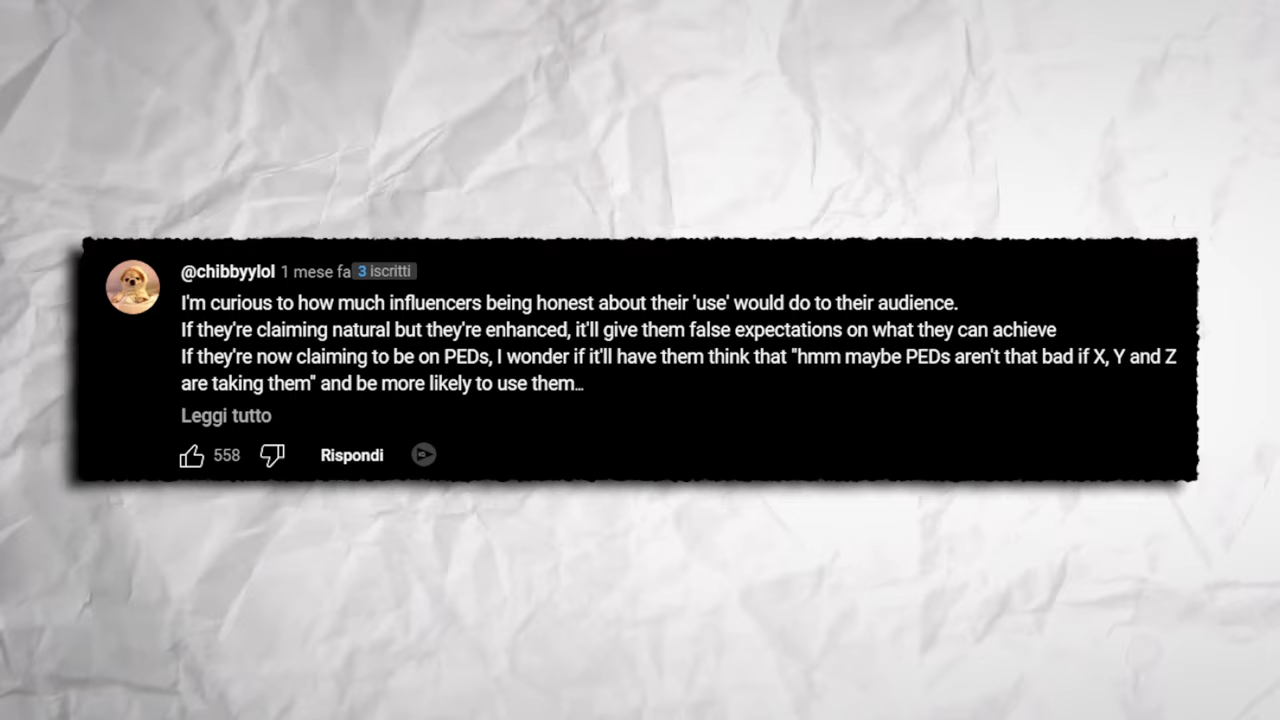 @chibbyylol 1 mese fa 3 iscritti
I'm curious to how much influencers being honest about their 'use' would do to their audience.
If they're claiming natural but they're enhanced, it'll give them false expectations on what they can achieve
If they're now claiming to be on PEDs, I wonder if it'll have them think that "hmm maybe PEDs aren't that bad if X, Y and Z
are taking them" and be more likely to use them...
Leggi tutto
558 Rispondi